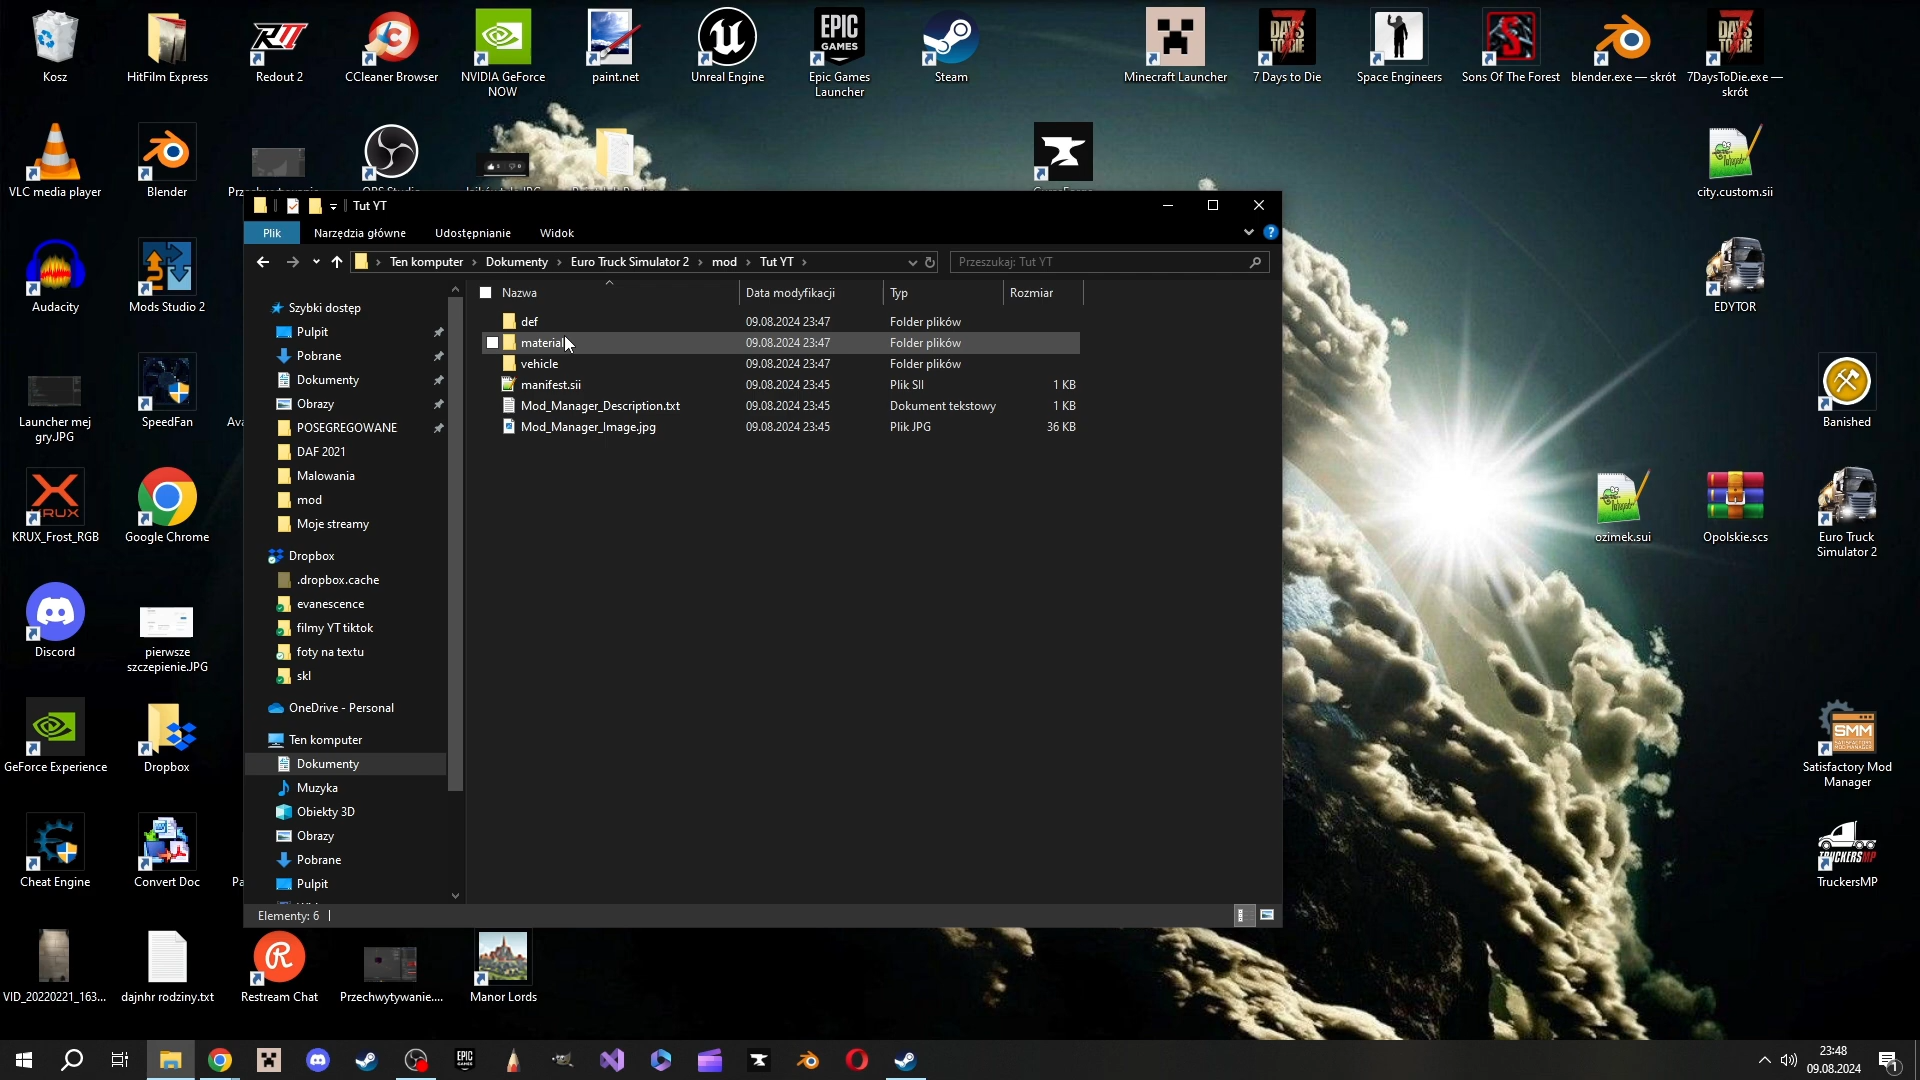 Kosz
HitFilm Express
Redout 2
CCleaner Browser
NVIDIA GeForce
NOW
paint.net
Unreal Engine
Epic Games
Launcher
Steam
Minecraft Launcher
7 Days to Die
Space Engineers
Sons Of The Forest
blender.exe — skrót
7DaysToDie.exe —
skrót
VLC media player
Blender
city.custom.sii
Tut YT
Plik
Narzędzia główne
Udostępnianie
Widok
Ten komputer
Dokumenty
Euro Truck Simulator 2
mod
Tut YT
Przeszukaj: Tut YT
Audacity
Mods Studio 2
EDYTOR
Nazwa
Data modyfikacji
Typ
Rozmiar
def
09.08.2024 23:47
Folder plików
material
09.08.2024 23:47
Folder plików
vehicle
09.08.2024 23:47
Folder plików
manifest.sii
09.08.2024 23:45
Plik SII
1 KB
Mod_Manager_Description.txt
09.08.2024 23:45
Dokument tekstowy
1 KB
Mod_Manager_Image.jpg
09.08.2024 23:45
Plik JPG
36 KB
Szybki dostęp
Pulpit
Pobrane
Dokumenty
Obrazy
POSEGREGOWANE
DAF 2021
Malowania
mod
Moje streamy
Dropbox
.dropbox.cache
evanescence
filmy YT tiktok
foty na textu
skl
OneDrive - Personal
Ten komputer
Dokumenty
Muzyka
Obiekty 3D
Obrazy
Pobrane
Pulpit
Elementy: 6
Launcher mej
gry.JPG
SpeedFan
Banished
KRUX_Frost_RGB
Google Chrome
ozimek.sui
Opolskie.scs
Euro Truck
Simulator 2
Discord
pierwsze
szczepienie.JPG
GeForce Experience
Dropbox
Satisfactory Mod
Manager
Cheat Engine
Convert Doc
TruckersMP
VID_20220221_163...
dajnhr rodziny.txt
Restream Chat
Przechwytywanie....
Manor Lords
23:48
09.08.2024